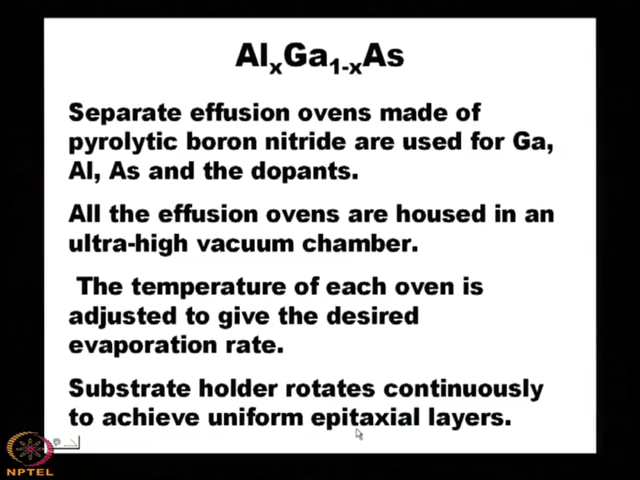 AlxGa1-xAs
Separate effusion ovens made of
pyrolytic boron nitride are used for Ga,
Al, As and the dopants.
All the effusion ovens are housed in an
ultra-high vacuum chamber.
The temperature of each oven is
adjusted to give the desired
evaporation rate.
Substrate holder rotates continuously
to achieve uniform epitaxial layers.
NPTEL